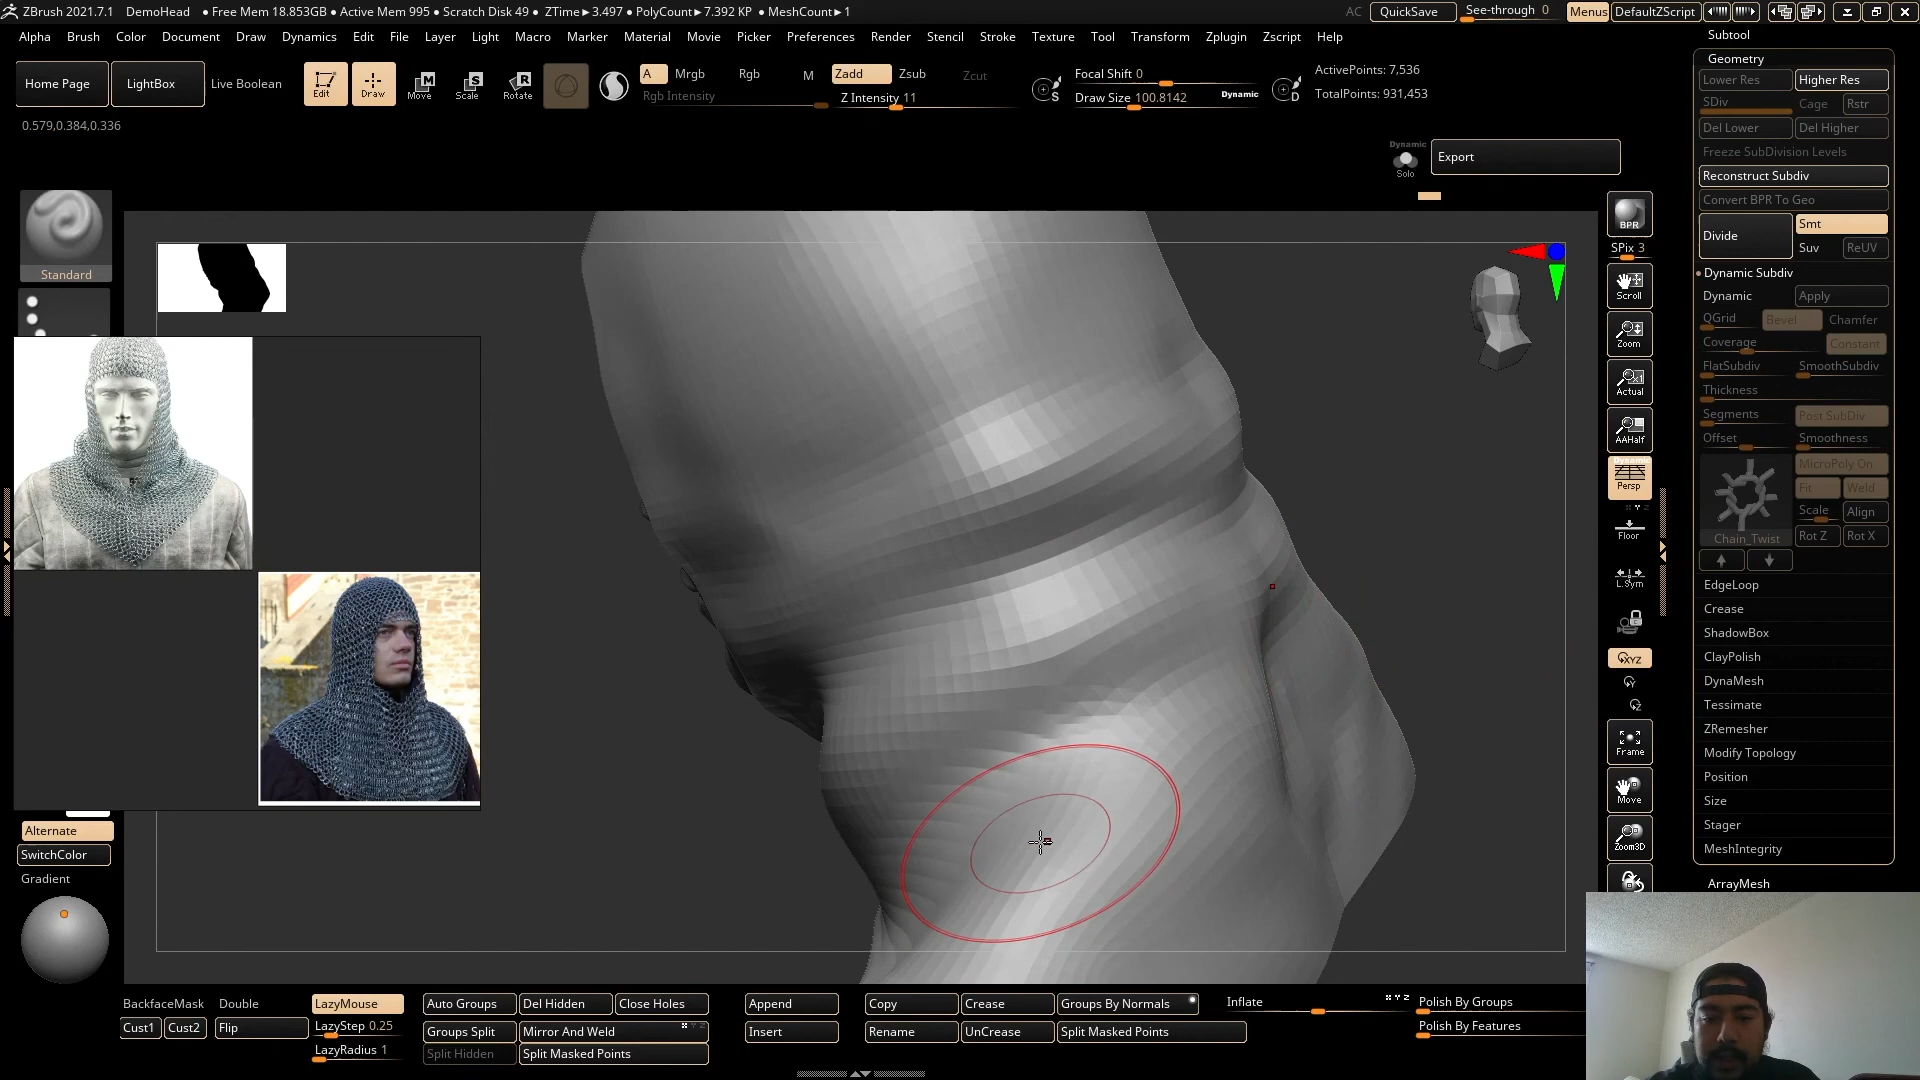 ZBrush 2021.7.1 DemoHead ● Free Mem 18.853GB ● Active Mem 995 ● Scratch Disk 49 ● ZTime▶3.497 ● PolyCount▶7.392 KP ● MeshCount▶1 AC QuickSave See-through 0 Menus DefaultZScript
Alpha Brush Color Document Draw Dynamics Edit File Layer Light Macro Marker Material Movie Picker Preferences Render Stencil Stroke Texture Tool Transform Zplugin Zscript Help
Home Page LightBox Live Boolean Edit Draw Move Scale Rotate
A Mrgb Rgb M Zadd Zsub Zcut
Rgb Intensity Z Intensity 11
S Focal Shift 0
Draw Size 100.8142 Dynamic D
ActivePoints: 7,536
TotalPoints: 931,453
0.579,0.384,0.336
Dynamic
Solo
Export
Standard
Alternate
SwitchColor
Gradient
BPR
SPix 3
Scroll
Zoom
Actual
AAHalf
Dynamic
Persp
Floor
L.Sym
XYZ
Y
Z
Frame
Move
Zoom3D
Subtool
Geometry
Lower Res Higher Res
SDiv Cage Rstr
Del Lower Del Higher
Freeze SubDivision Levels
Reconstruct Subdiv
Convert BPR To Geo
Divide Smt
Suv ReUV
Dynamic Subdiv
Dynamic Apply
QGrid Bevel Chamfer
Coverage Constant
FlatSubdiv SmoothSubdiv
Thickness
Segments Post SubDiv
Offset Smoothness
MicroPoly On
Fit Weld
Scale Align
Chain_Twist Rot Z Rot X
EdgeLoop
Crease
ShadowBox
ClayPolish
DynaMesh
Tessimate
ZRemesher
Modify Topology
Position
Size
Stager
MeshIntegrity
ArrayMesh
BackfaceMask Double LazyMouse Auto Groups Del Hidden Close Holes Append Copy Crease Groups By Normals Inflate Polish By Groups
Cust1 Cust2 Flip LazyStep 0.25 Groups Split Mirror And Weld Insert Rename UnCrease Split Masked Points Polish By Features
LazyRadius 1 Split Hidden Split Masked Points